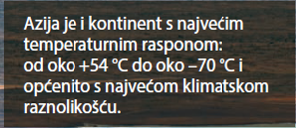 Azija je i kontinent s najvećim
temperaturnim rasponom:
od oko +54 °C do oko –70 °C i
općenito s najvećom klimatskom
raznolikošću.